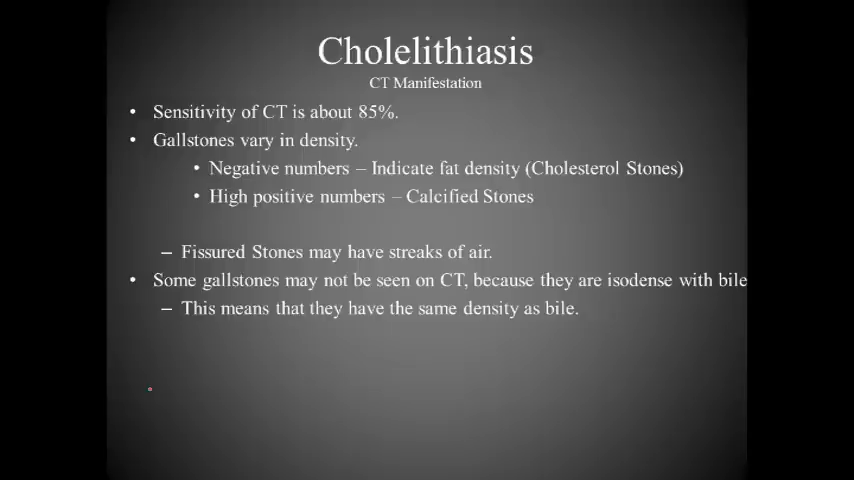 Cholelithiasis
CT Manifestation
• Sensitivity of CT is about 85%.
• Gallstones vary in density.
• Negative numbers – Indicate fat density (Cholesterol Stones)
• High positive numbers – Calcified Stones
– Fissured Stones may have streaks of air.
• Some gallstones may not be seen on CT, because they are isodense with bile
– This means that they have the same density as bile.